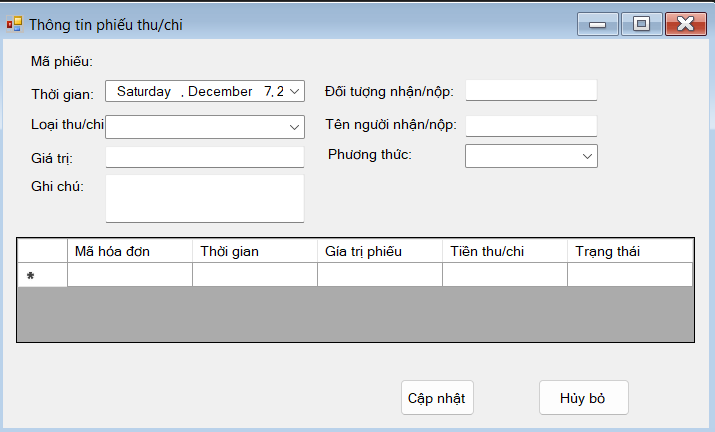 Thông tin phiếu thu/chi
Mã phiếu:
Thời gian: Saturday , December 7, 2
Đối tượng nhận/nộp:
Loại thu/chi
Tên người nhận/nộp:
Giá trị:
Phương thức:
Ghi chú:
Mã hóa đơn Thời gian Gía trị phiếu Tiền thu/chi Trạng thái
*
Cập nhật Hủy bỏ